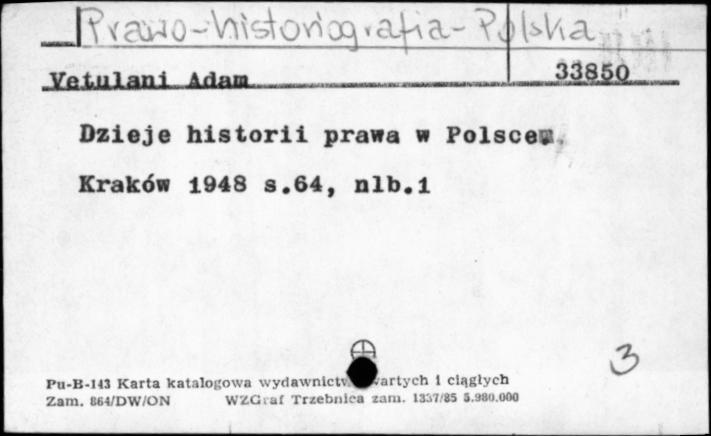 Prawo-historiografia-Polska
Vetulani Adam 33850
Dzieje historii prawa w Polsce.
Kraków 1948 s.64, nlb.1
3
Pu-B-143 Karta katalogowa wydawnictw zwartych i ciągłych
Zam. 864/DW/ON WZGraf Trzebnica zam. 1337/85 5.980.000